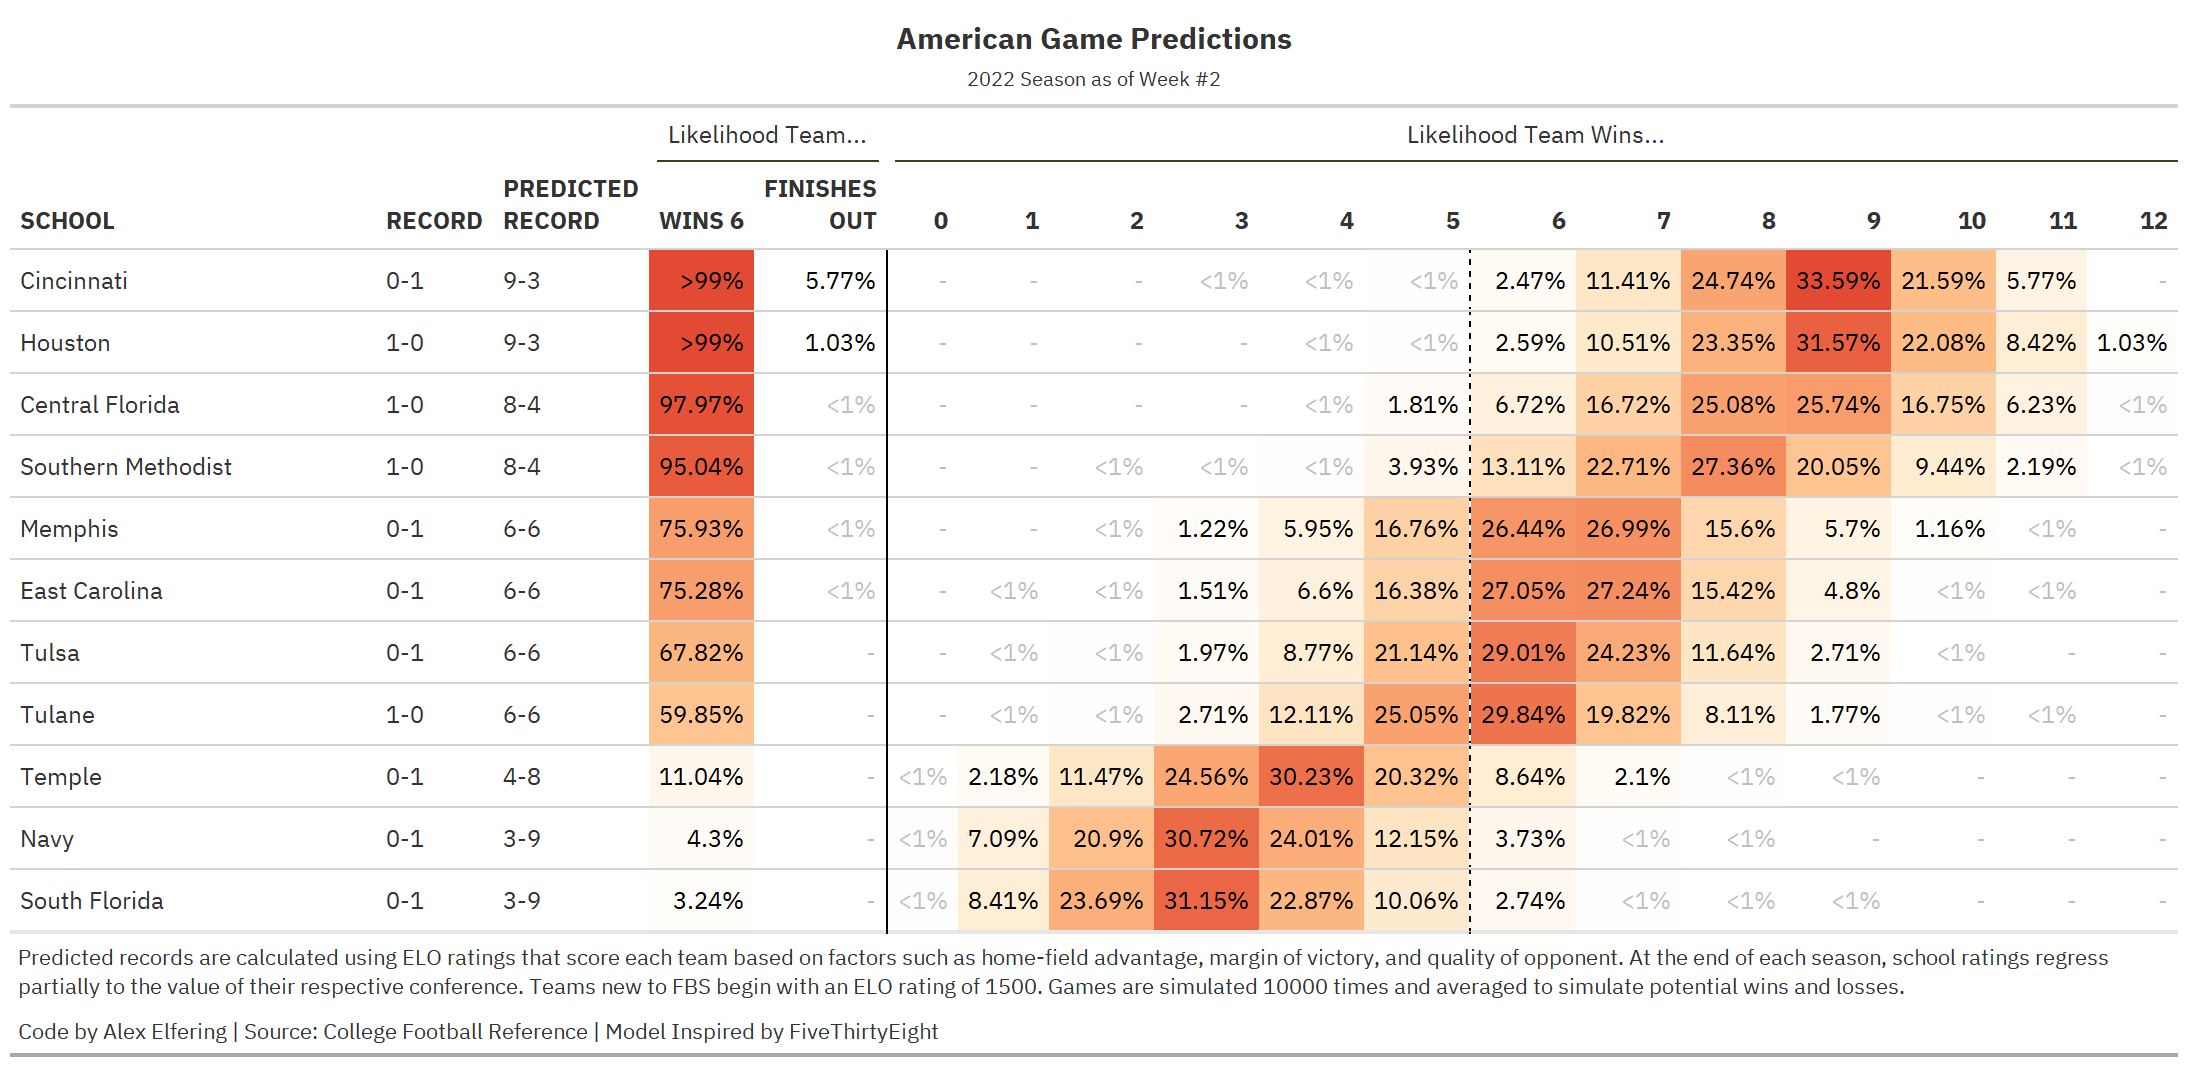 American Game Predictions
2022 Season as of Week #2
Likelihood Team... Likelihood Team Wins...
PREDICTED FINISHES
SCHOOL RECORD RECORD WINS 6 OUT 0 1 2 3 4 5 6 7 8 9 10 11 12
Cincinnati 0-1 9-3 >99% 5.77% - - - <1% <1% <1% 2.47% 11.41% 24.74% 33.59% 21.59% 5.77% -
Houston 1-0 9-3 >99% 1.03% - - - - <1% <1% 2.59% 10.51% 23.35% 31.57% 22.08% 8.42% 1.03%
Central Florida 1-0 8-4 97.97% <1% - - - - <1% 1.81% 6.72% 16.72% 25.08% 25.74% 16.75% 6.23% <1%
Southern Methodist 1-0 8-4 95.04% <1% - - <1% <1% <1% 3.93% 13.11% 22.71% 27.36% 20.05% 9.44% 2.19% <1%
Memphis 0-1 6-6 75.93% <1% - - <1% 1.22% 5.95% 16.76% 26.44% 26.99% 15.6% 5.7% 1.16% <1% -
East Carolina 0-1 6-6 75.28% <1% - <1% <1% 1.51% 6.6% 16.38% 27.05% 27.24% 15.42% 4.8% <1% <1% -
Tulsa 0-1 6-6 67.82% - - <1% <1% 1.97% 8.77% 21.14% 29.01% 24.23% 11.64% 2.71% <1% - -
Tulane 1-0 6-6 59.85% - - <1% <1% 2.71% 12.11% 25.05% 29.84% 19.82% 8.11% 1.77% <1% <1% -
Temple 0-1 4-8 11.04% - <1% 2.18% 11.47% 24.56% 30.23% 20.32% 8.64% 2.1% <1% <1% - - -
Navy 0-1 3-9 4.3% - <1% 7.09% 20.9% 30.72% 24.01% 12.15% 3.73% <1% <1% - - - -
South Florida 0-1 3-9 3.24% - <1% 8.41% 23.69% 31.15% 22.87% 10.06% 2.74% <1% <1% <1% - - -
Predicted records are calculated using ELO ratings that score each team based on factors such as home-field advantage, margin of victory, and quality of opponent. At the end of each season, school ratings regress
partially to the value of their respective conference. Teams new to FBS begin with an ELO rating of 1500. Games are simulated 10000 times and averaged to simulate potential wins and losses.
Code by Alex Elfering | Source: College Football Reference | Model Inspired by FiveThirtyEight